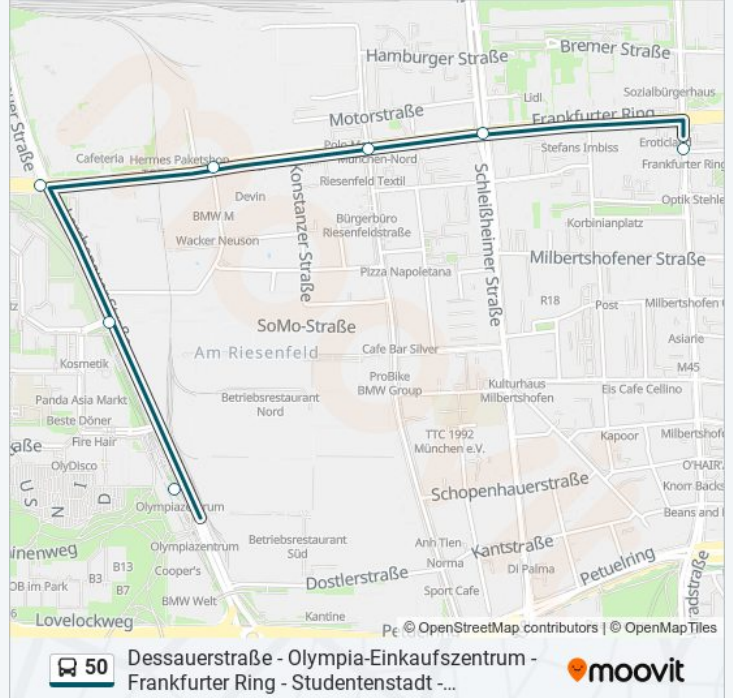 Hamburger Straße
Bremer Straße
Lidl
Sozialbürgerhaus
Motorstraße
Frankfurter Ring
Eroticland
Stefans Imbiss
Frankfurter Ring
München-Nord
Cafeteria
Hermes Paketshop
Riesenfeld Textil
Devin
Optik Stehle
BMW M
Konstanzer Straße
Schleißheimer Straße
Bürgerbüro
Riesenfeldstraße
Korbinianplatz
Wacker Neuson
Milbertshofener Straße
Pizza Napoletana
R18
Post
Milbertshofen
SoMo-Straße
Am Riesenfeld
Cafe Bar Silver
Asiane
Kosmetik
M45
ProBike
BMW Group
Kulturhaus
Milbertshofen
Eis Cafe Cellino
Panda Asia Markt
Betriebsrestaurant
Nord
Beste Döner
Fire Hair
TTC 1992
München e.V.
Kapoor
OlyDisco
O'HAIR
Schopenhauerstraße
Knorr Backs
U S N I D
Olympiazentrum
Beans and
Olympiazentrum
Betriebsrestaurant
Süd
Anh Tien
Kantstraße
Norma
Di Palma
Petuelring
B13
B3
B7
Cooper's
Dostlerstraße
Sport Cafe
OB im Park
BMW Welt
Lovelockweg
Kantine
© OpenStreetMap contributors | © OpenMapTiles
50
Dessauerstraße - Olympia-Einkaufszentrum -
Frankfurter Ring - Studentenstadt -...
moovit